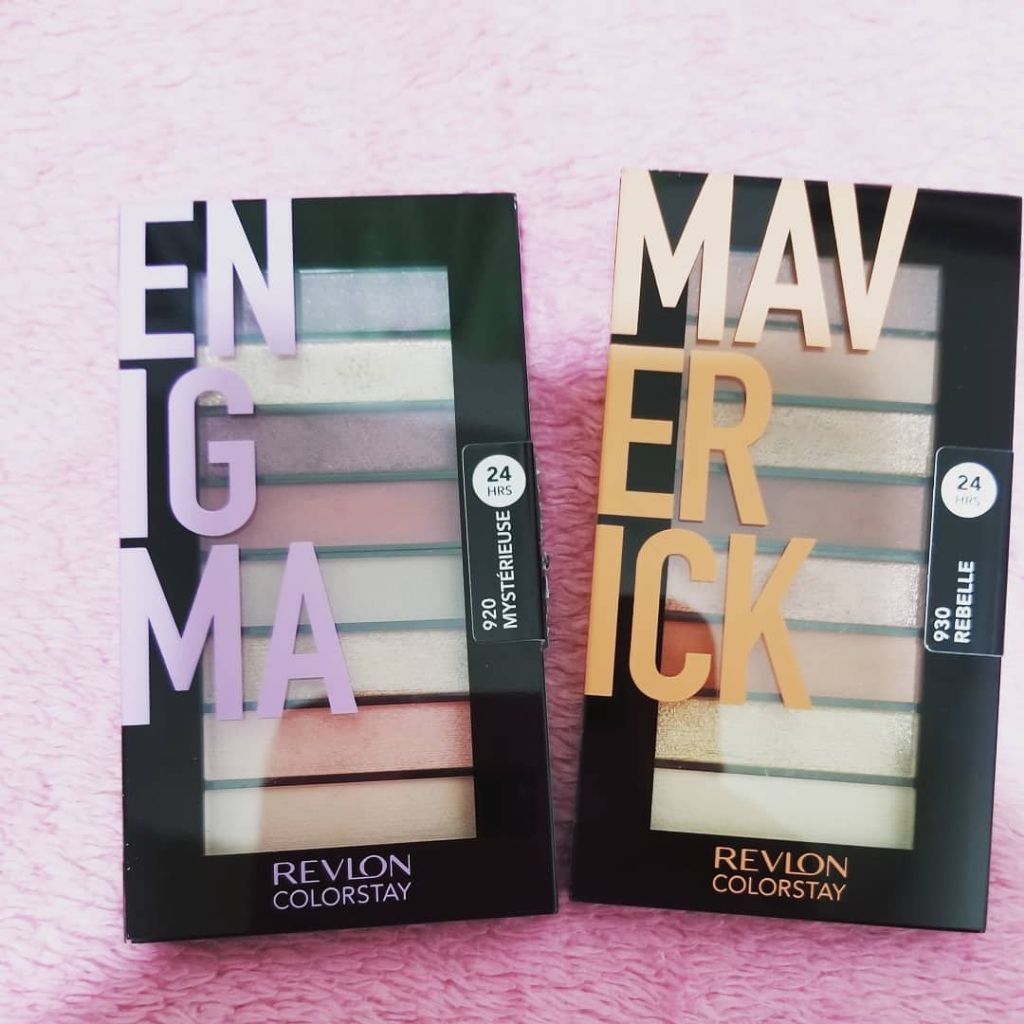 EN
IG
MA
24
HRS
920
MYSTÉRIEUSE
REVLON
COLORSTAY
MAV
ER
ICK
24
HRS
930
REBELLE
REVLON
COLORSTAY